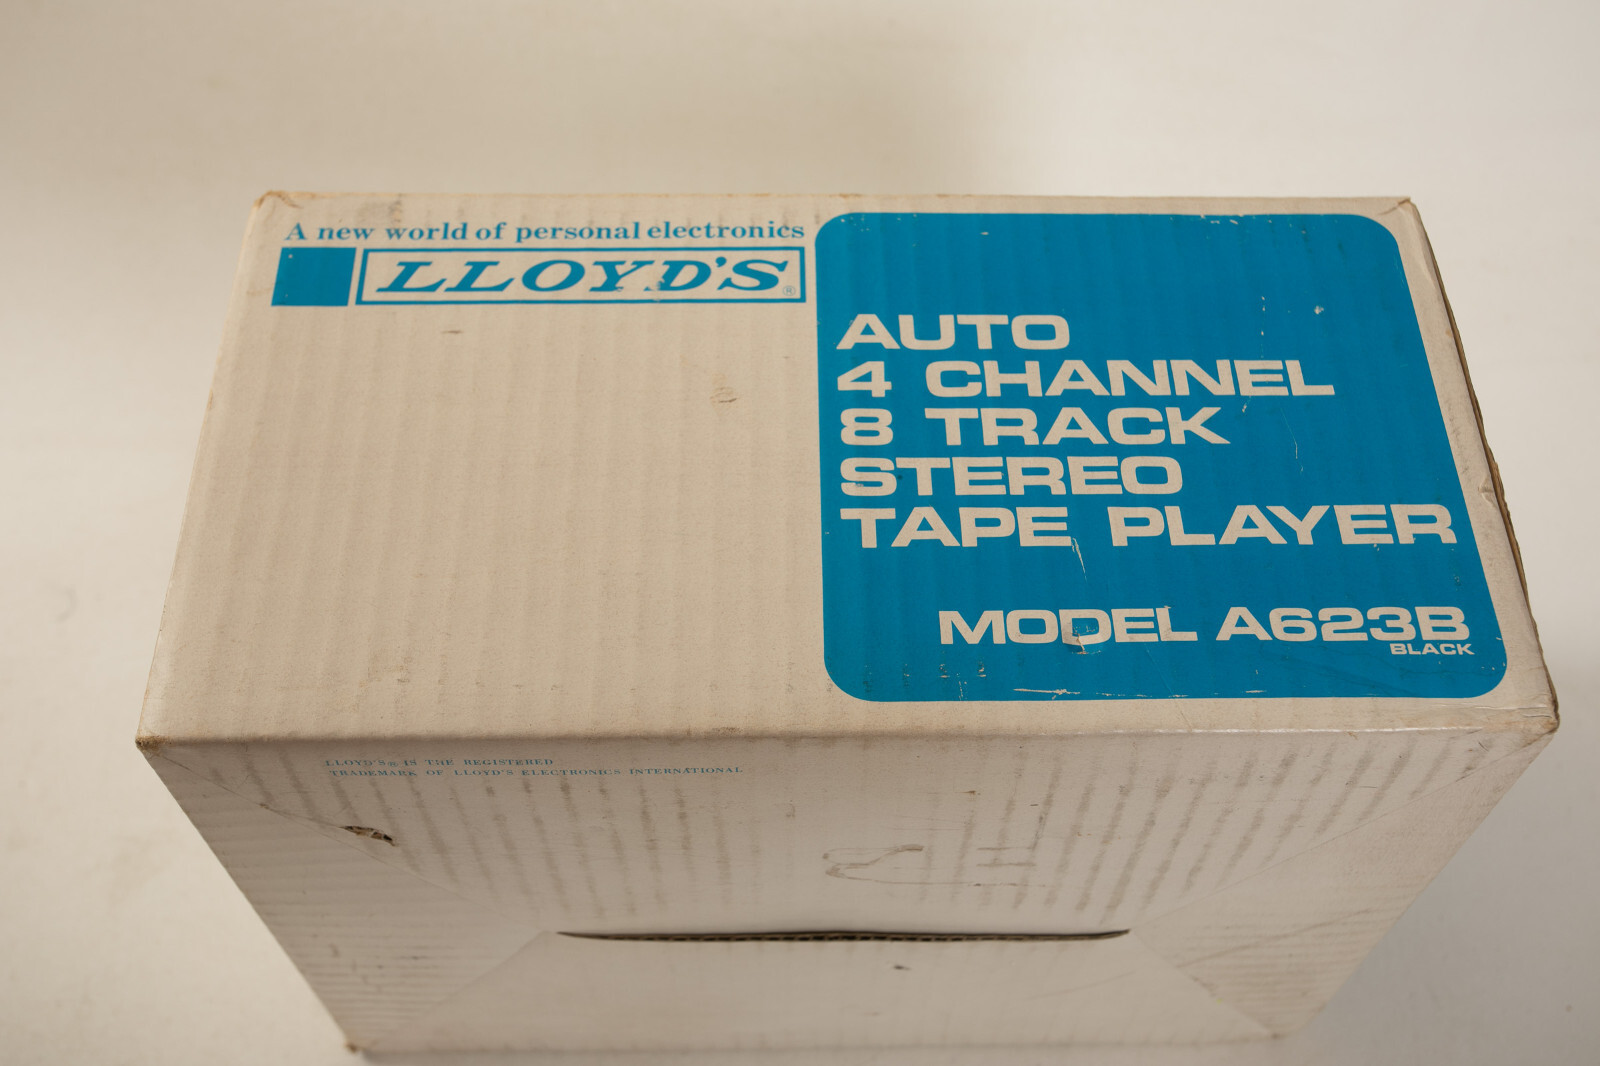 A new world of personal electronics
LLOYD'S®
AUTO
4 CHANNEL
8 TRACK
STEREO
TAPE PLAYER
MODEL A623B
BLACK
LLOYD'S® IS THE REGISTERED
TRADEMARK OF LLOYD'S ELECTRONICS INTERNATIONAL